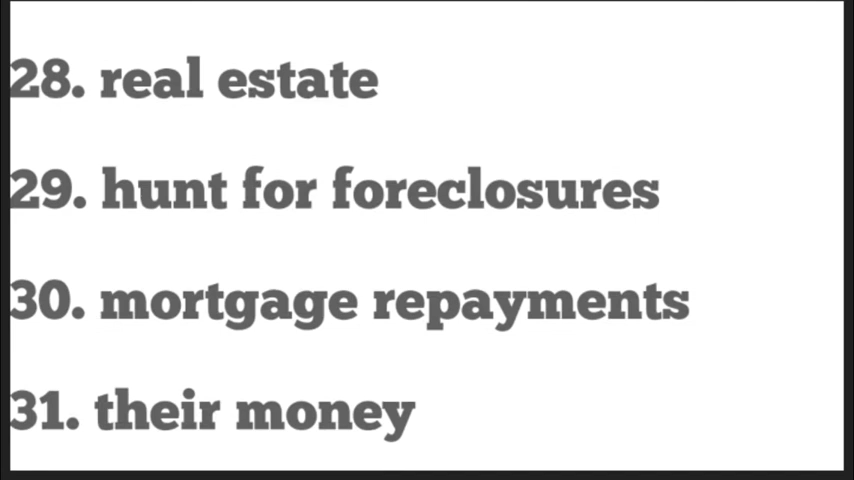 28. real estate
29. hunt for foreclosures
30. mortgage repayments
31. their money